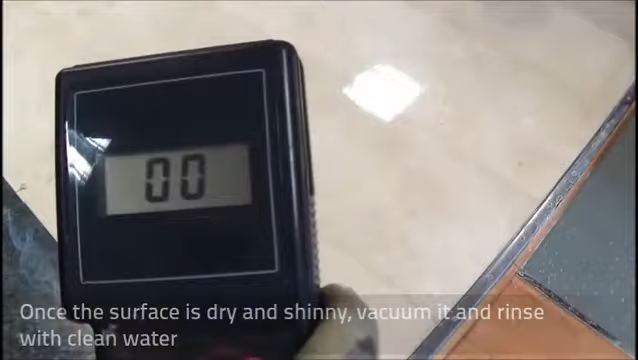 00
Once the surface is dry and shinny, vacuum it and rinse
with clean water